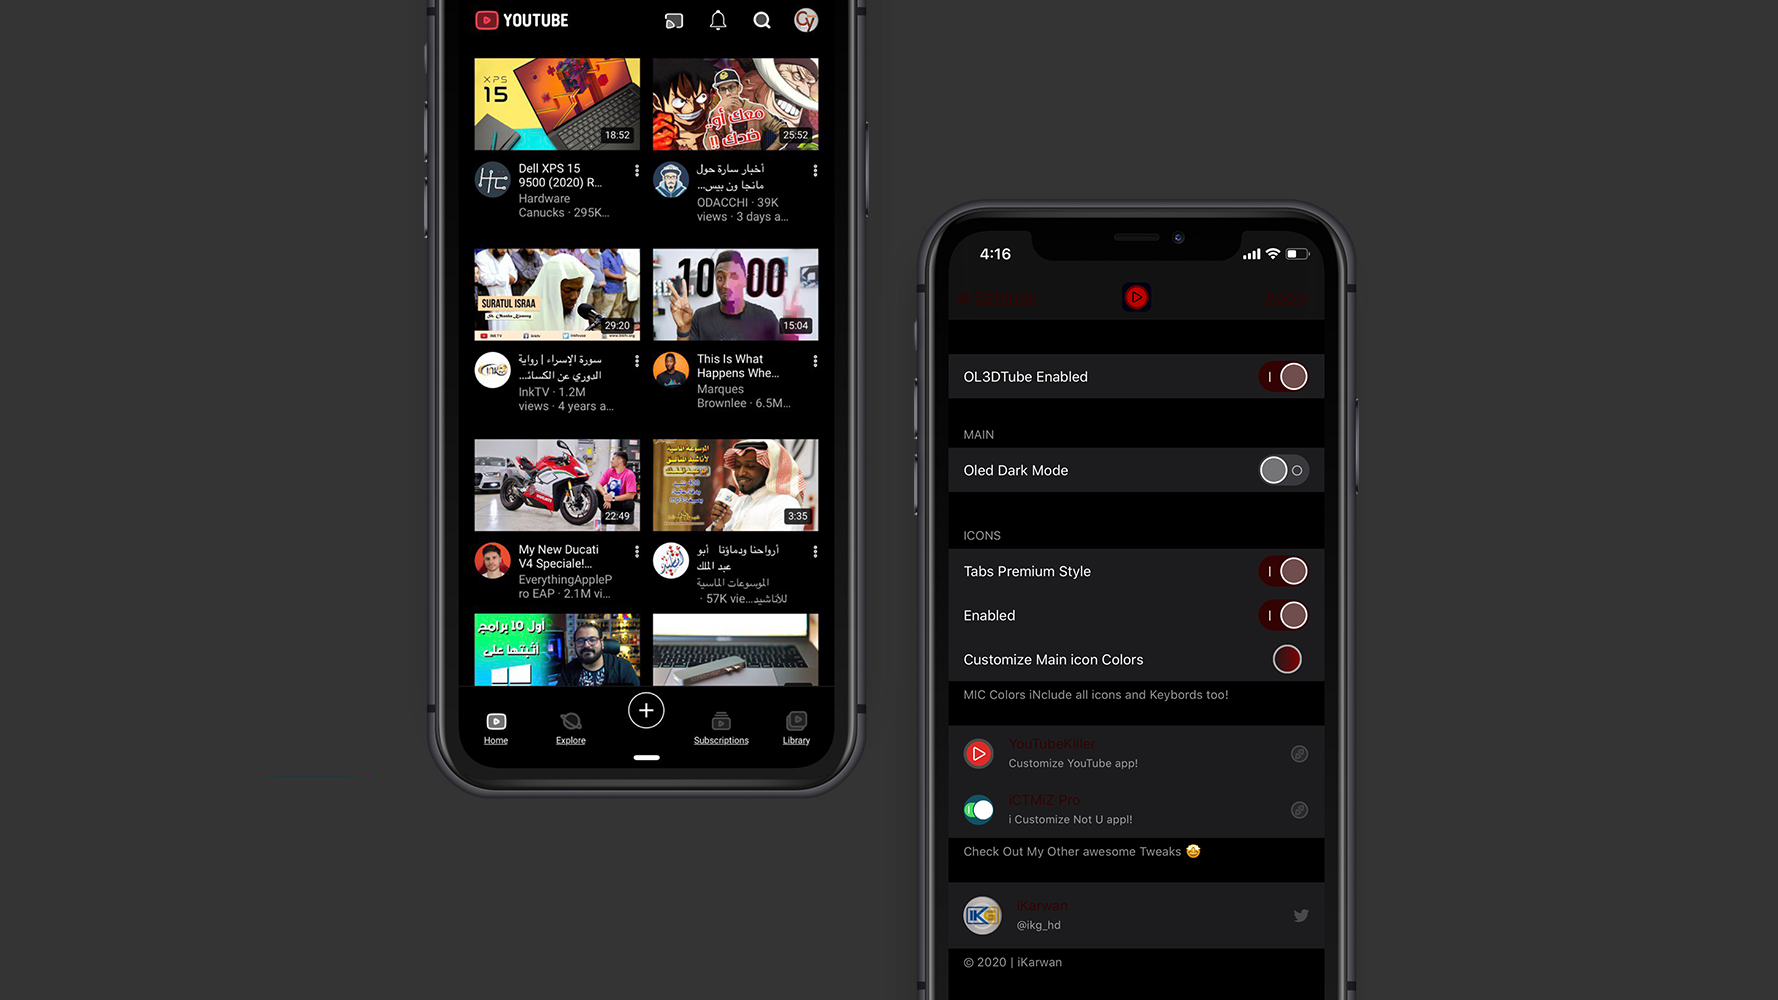 YOUTUBE
XPS
15
18:52
Dell XPS 15
9500 (2020) R...
Hardware
Canucks · 295K...
معك أو..
ضدك !!
25:52
أخبار سارة حول
مانجا ون بيس...
ODACCHI · 39K
views · 3 days a...
SURATUL ISRAA
29:20
INKTV
سورة الإسراء | رواية
الدوري عن الكسائـ...
InkTV · 1.2M
views · 4 years a...
15:04
This Is What
Happens Whe...
Marques
Brownlee · 6.5M...
22:49
My New Ducati
V4 Speciale!...
EverythingAppleP
ro EAP · 2.1M vi...
3:35
أرواحنا ودماؤنا أبو
عبد الملك
الموسوعات الماسية
للأناشيد...57K vie ·
أول 10 برامج
أثبتها على
Home
Explore
Subscriptions
Library
4:16
Settings
Apply
OL3DTube Enabled
MAIN
Oled Dark Mode
ICONS
Tabs Premium Style
Enabled
Customize Main icon Colors
MIC Colors iNclude all icons and Keybords too!
YouTubeKiller
Customize YouTube app!
iCTMiZ Pro
i Customize Not U appl!
Check Out My Other awesome Tweaks 🤩
IKG
iKarwan
@ikg_hd
© 2020 | iKarwan